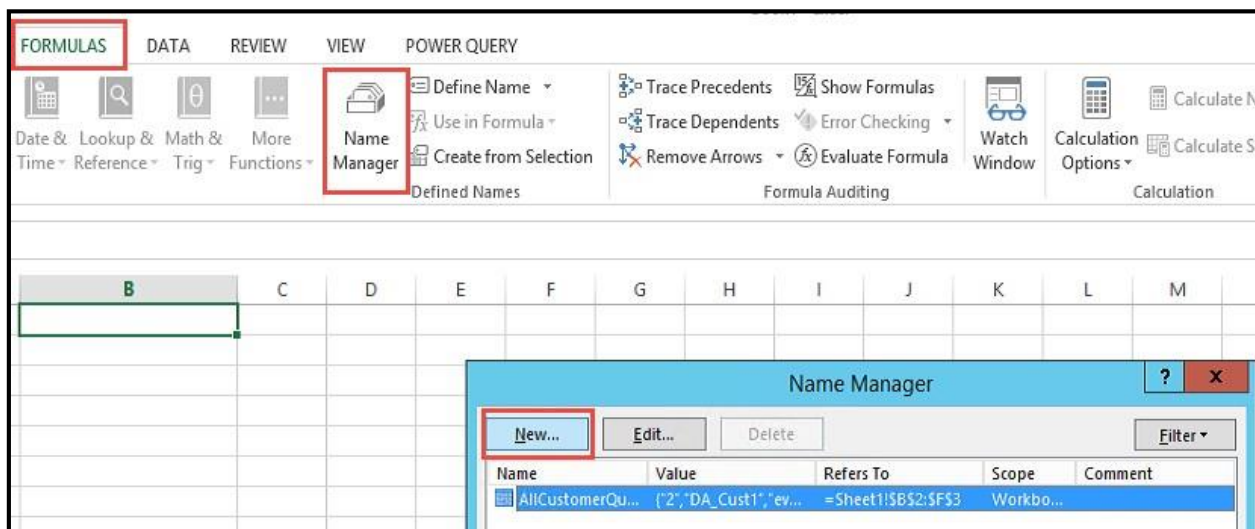 FORMULAS DATA REVIEW VIEW POWER QUERY
Define Name Trace Precedents Show Formulas
Calculate N
Use in Formula Trace Dependents Error Checking
Date & Lookup & Math & More Name Watch Calculation
Time Reference Trig Functions Manager Create from Selection Remove Arrows Evaluate Formula Window Options Calculate S
Defined Names Formula Auditing Calculation
B C D E F G H I J K L M
Name Manager ? X
New... Edit... Delete Filter
Name Value Refers To Scope Comment
AllCustomerQu... {"2","DA_Cust1","ev... =Sheet1!$B$2:$F$3 Workbo...